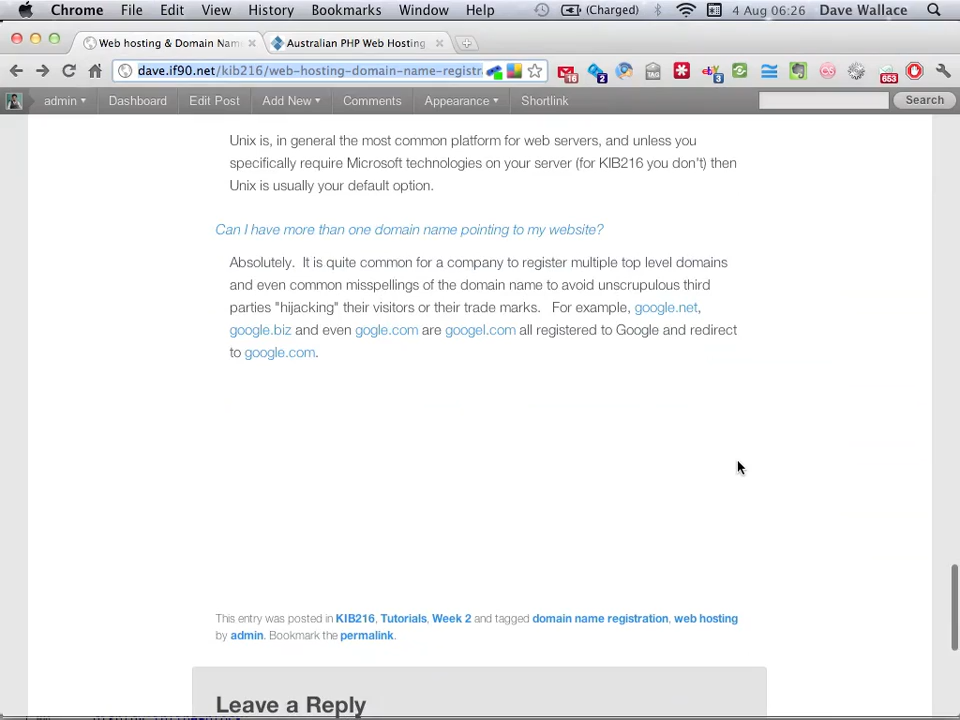 Chrome File Edit View History Bookmarks Window Help (Charged) 4 Aug 06:26 Dave Wallace
Web hosting & Domain Nam Australian PHP Web Hosting
dave.if90.net/kib216/web-hosting-domain-name-registr 16 2 3 653
admin Dashboard Edit Post Add New Comments Appearance Shortlink Search
Unix is, in general the most common platform for web servers, and unless you
specifically require Microsoft technologies on your server (for KIB216 you don't) then
Unix is usually your default option.
Can I have more than one domain name pointing to my website?
Absolutely. It is quite common for a company to register multiple top level domains
and even common misspellings of the domain name to avoid unscrupulous third
parties "hijacking" their visitors or their trade marks. For example, google.net,
google.biz and even gogle.com are googel.com all registered to Google and redirect
to google.com.
This entry was posted in KIB216, Tutorials, Week 2 and tagged domain name registration, web hosting
by admin. Bookmark the permalink.
Leave a Reply